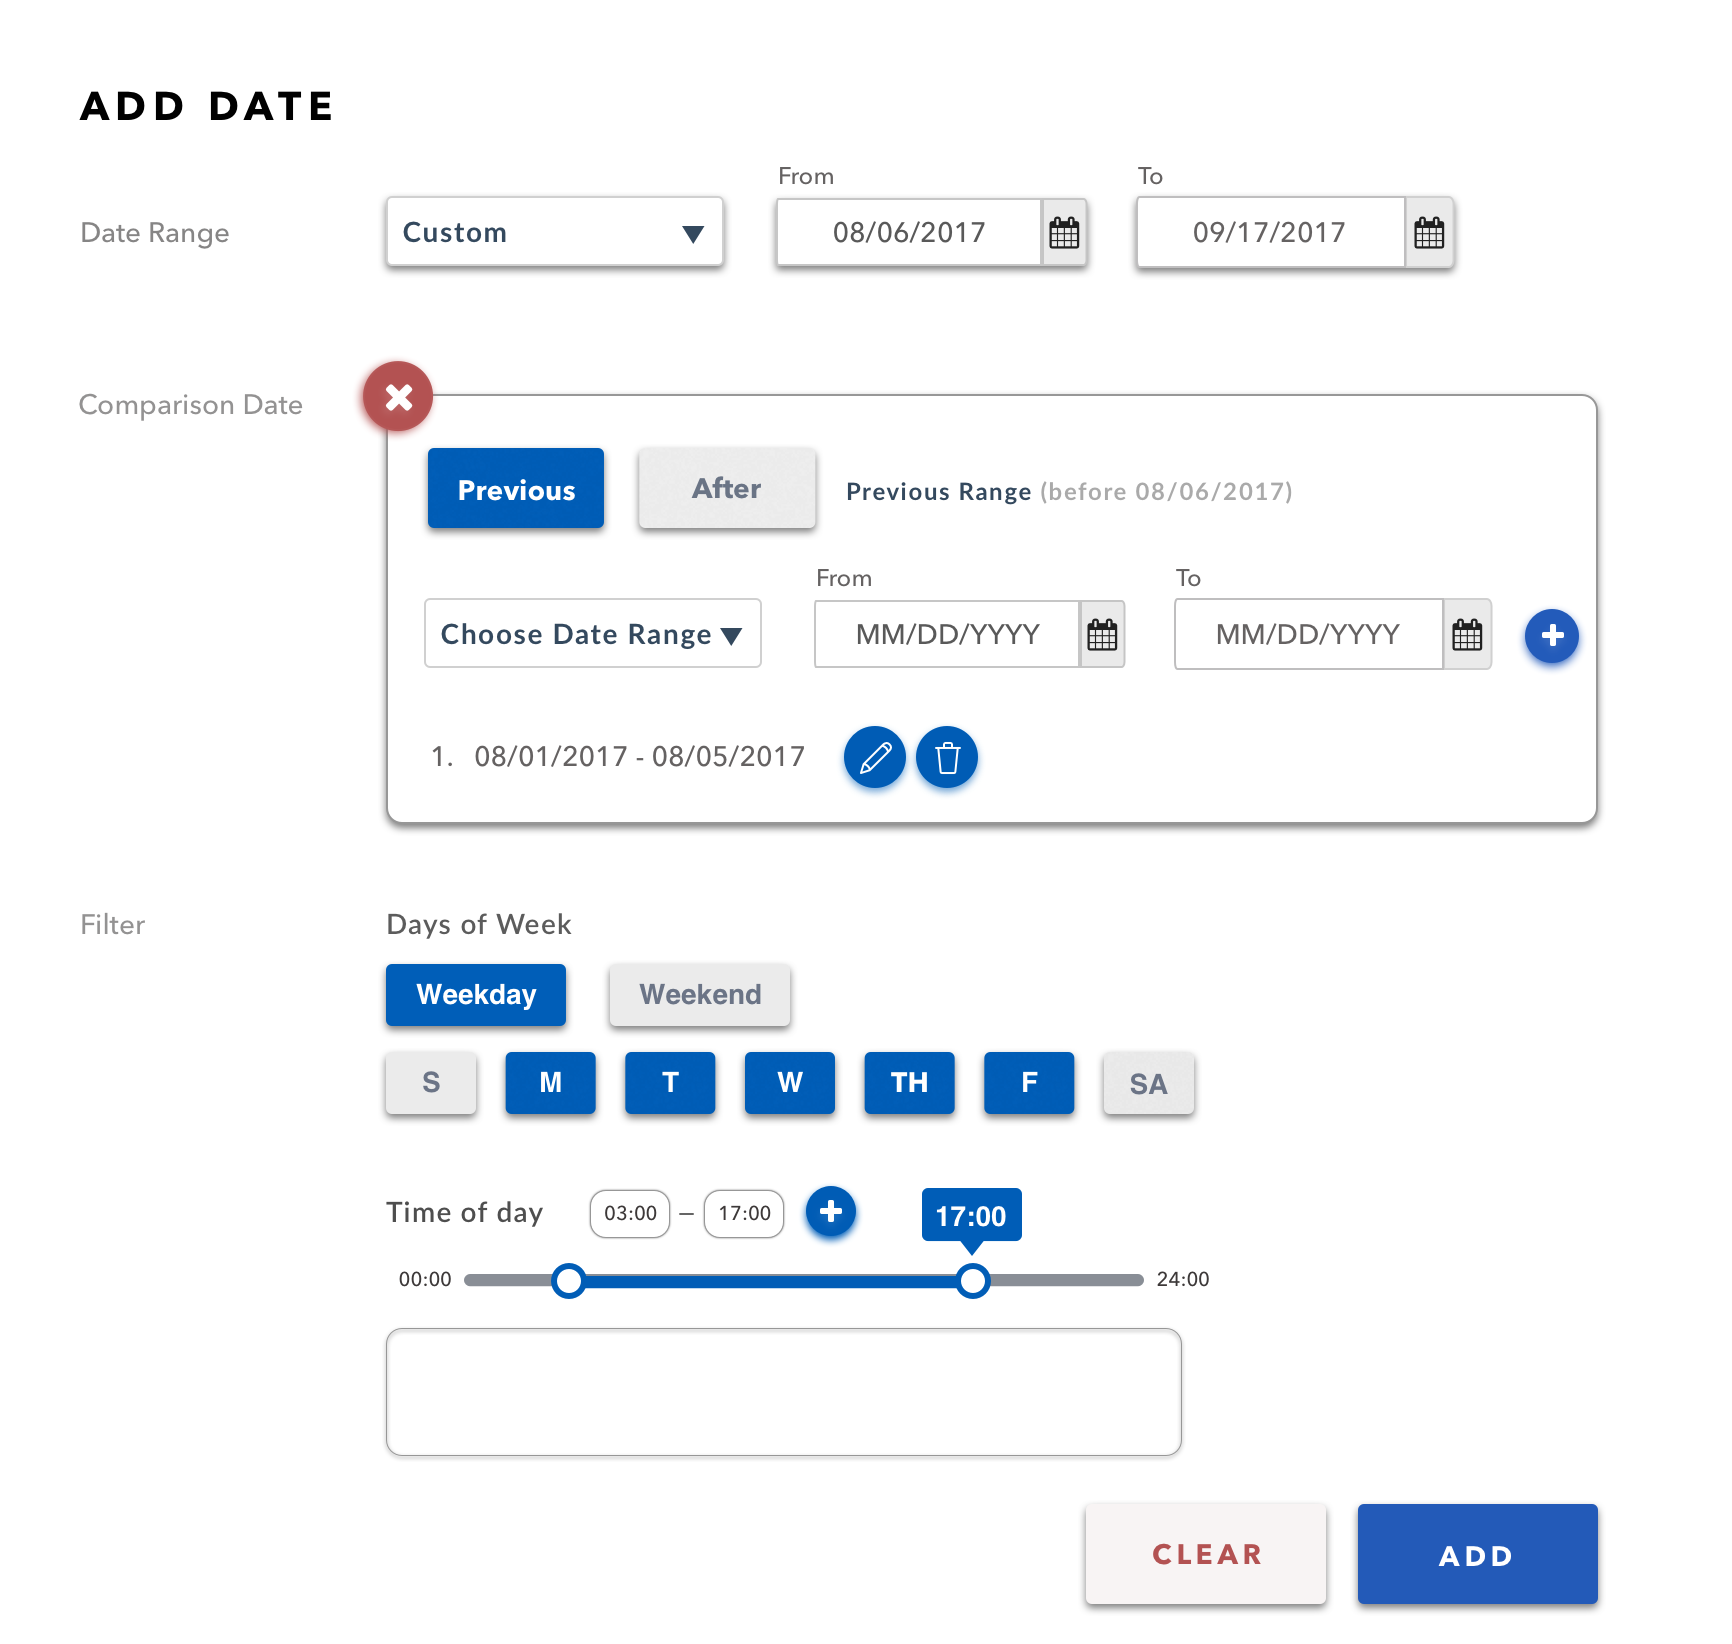 ADD DATE
From To
Date Range Custom 08/06/2017 09/17/2017
Comparison Date
Previous After Previous Range (before 08/06/2017)
From To
Choose Date Range MM/DD/YYYY MM/DD/YYYY
1. 08/01/2017 - 08/05/2017
Filter Days of Week
Weekday Weekend
S M T W TH F SA
Time of day 03:00 – 17:00 17:00
00:00 24:00
CLEAR ADD